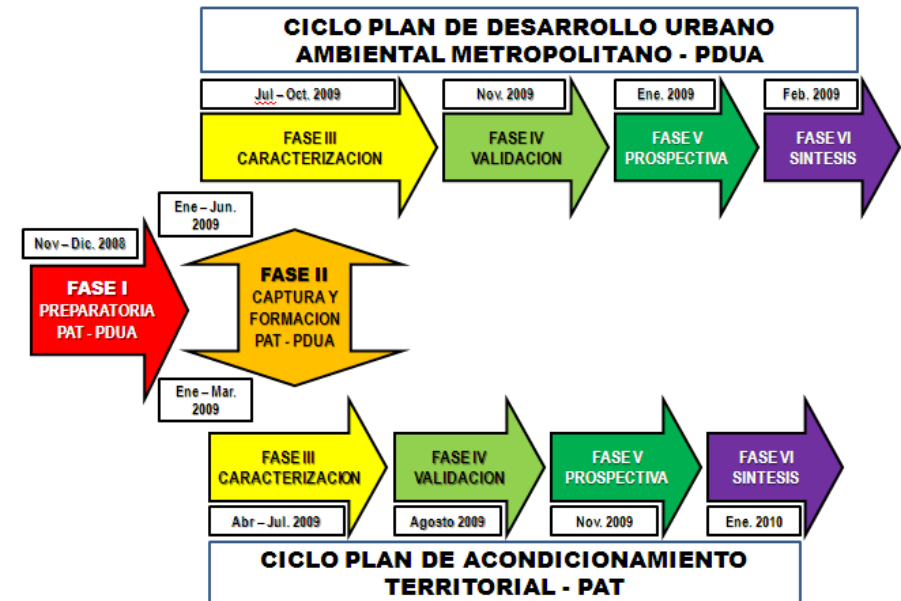 CICLO PLAN DE DESARROLLO URBANO
AMBIENTAL METROPOLITANO - PDUA
Jul – Oct. 2009
Nov. 2009
Ene. 2009
Feb. 2009
FASE III
CARACTERIZACION
FASE IV
VALIDACION
FASE V
PROSPECTIVA
FASE VI
SINTESIS
Ene – Jun.
2009
Nov – Dic. 2008
FASE I
PREPARATORIA
PAT - PDUA
FASE II
CAPTURA Y
FORMACION
PAT - PDUA
Ene – Mar.
2009
FASE III
CARACTERIZACION
FASE IV
VALIDACION
FASE V
PROSPECTIVA
FASE VI
SINTESIS
Abr – Jul. 2009
Agosto 2009
Nov. 2009
Ene. 2010
CICLO PLAN DE ACONDICIONAMIENTO
TERRITORIAL - PAT